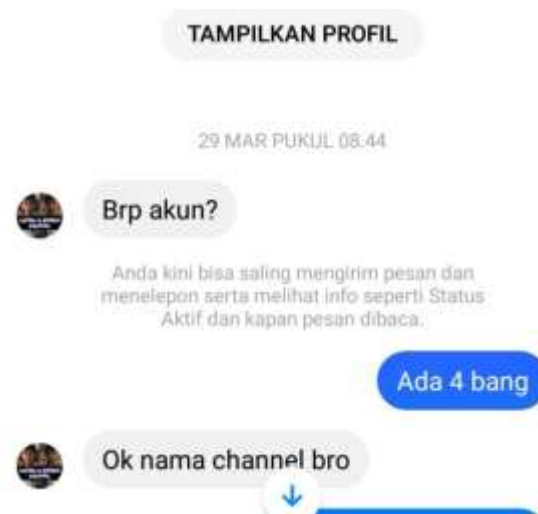 TAMPILKAN PROFIL
29 MAR PUKUL 08.44
Brp akun?
Anda kini bisa saling mengirim pesan dan
menelepon serta melihat info seperti Status
Aktif dan kapan pesan dibaca.
Ada 4 bang
Ok nama channel bro